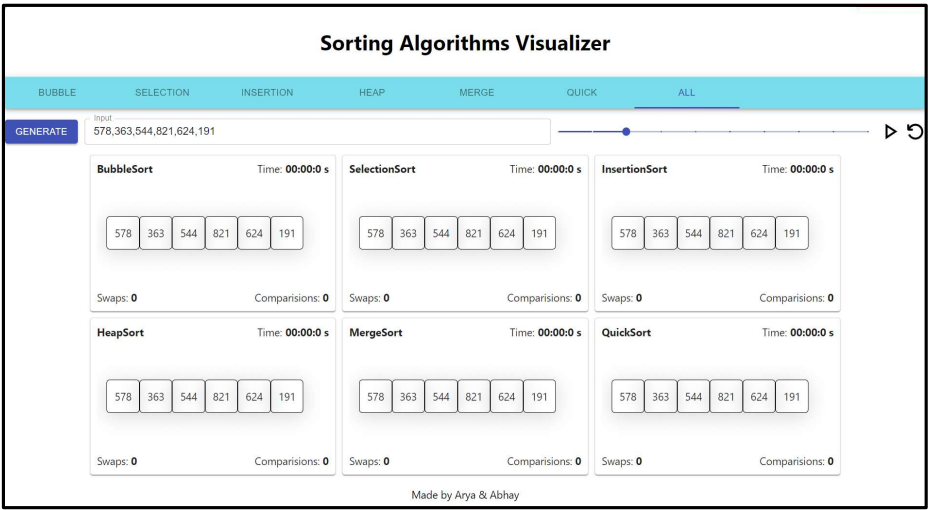 Sorting Algorithms Visualizer
BUBBLE SELECTION INSERTION HEAP MERGE QUICK ALL
GENERATE Input 578,363,544,821,624,191
BubbleSort Time: 00:00:0 s SelectionSort Time: 00:00:0 s InsertionSort Time: 00:00:0 s
578 363 544 821 624 191 578 363 544 821 624 191 578 363 544 821 624 191
Swaps: 0 Comparisions: 0 Swaps: 0 Comparisions: 0 Swaps: 0 Comparisions: 0
HeapSort Time: 00:00:0 s MergeSort Time: 00:00:0 s QuickSort Time: 00:00:0 s
578 363 544 821 624 191 578 363 544 821 624 191 578 363 544 821 624 191
Swaps: 0 Comparisions: 0 Swaps: 0 Comparisions: 0 Swaps: 0 Comparisions: 0
Made by Arya & Abhay